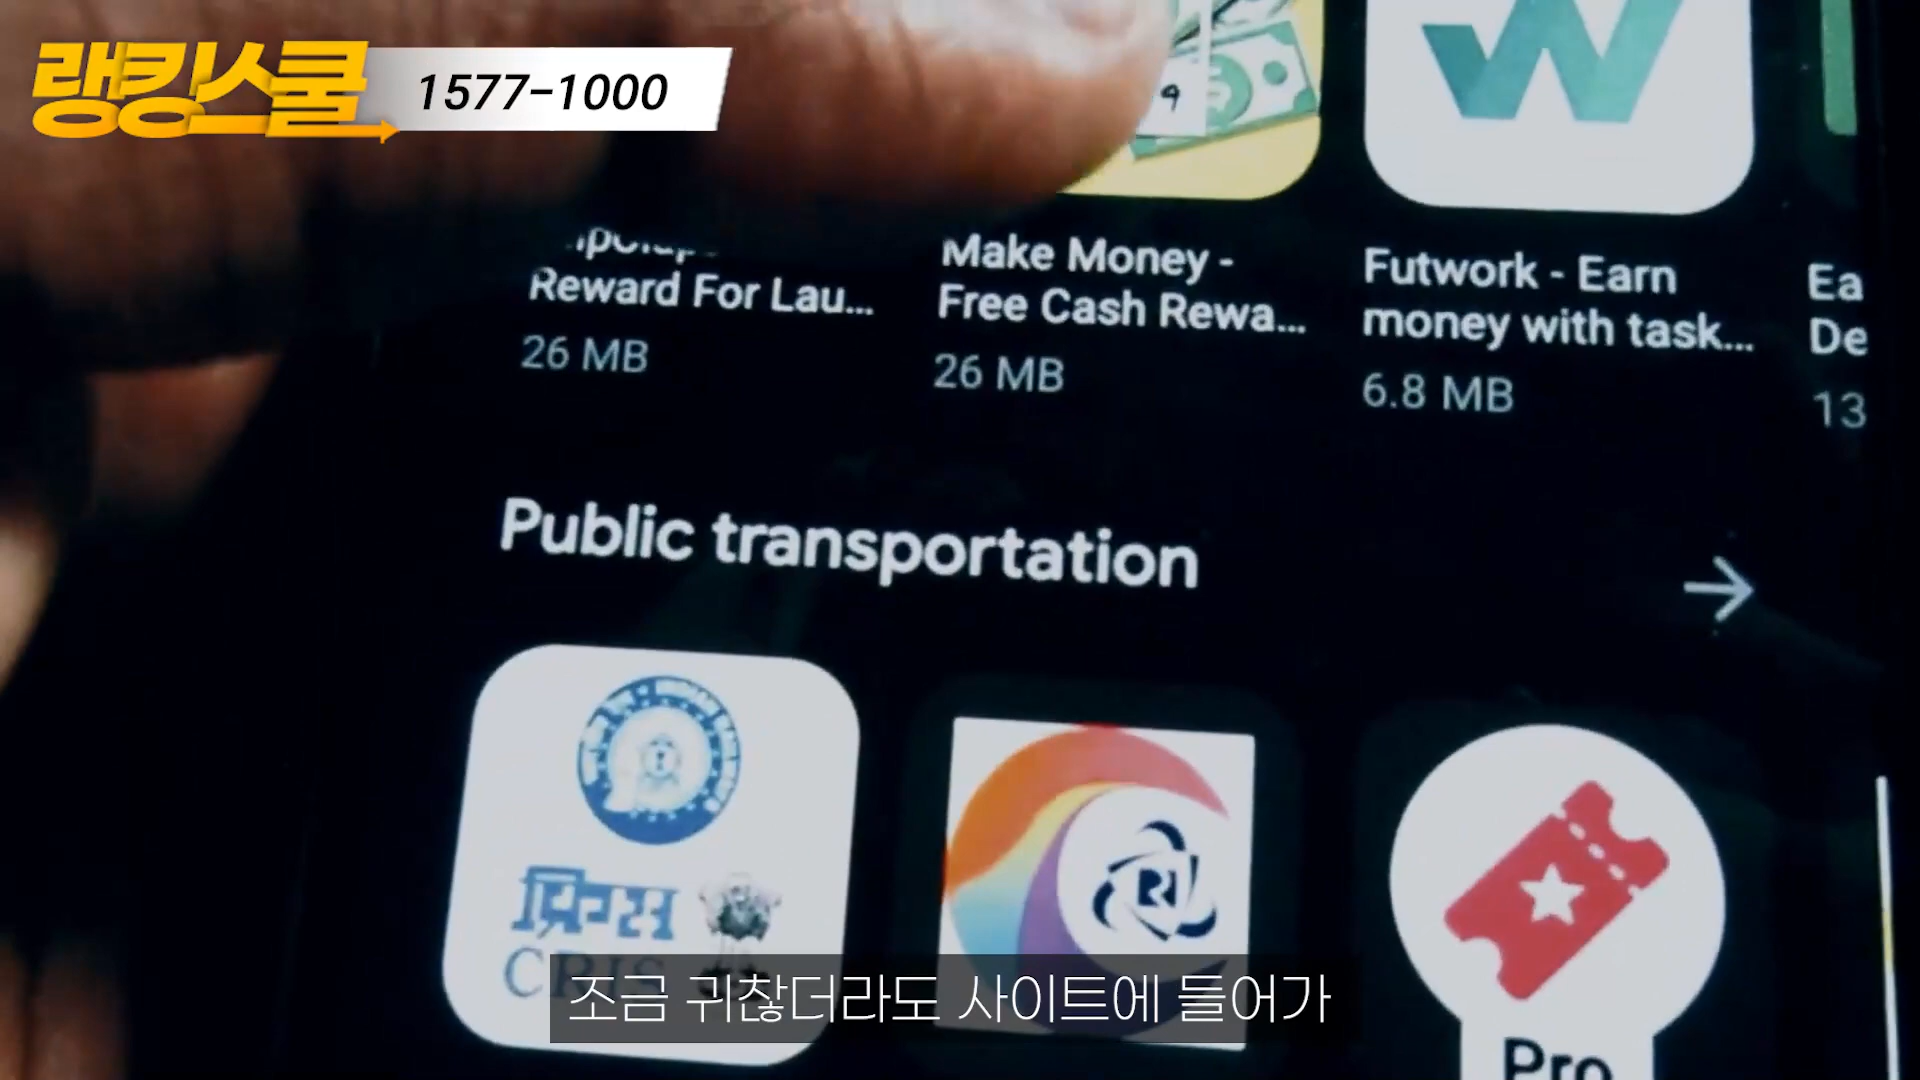 랭킹스쿨
1577-1000
9
Reward For Lau...
26 MB
Make Money -
Free Cash Rewa...
26 MB
Futwork - Earn
money with task...
6.8 MB
Ea
De
13
Public transportation
क्रिस
CRIS
Pro
조금 귀찮더라도 사이트에 들어가